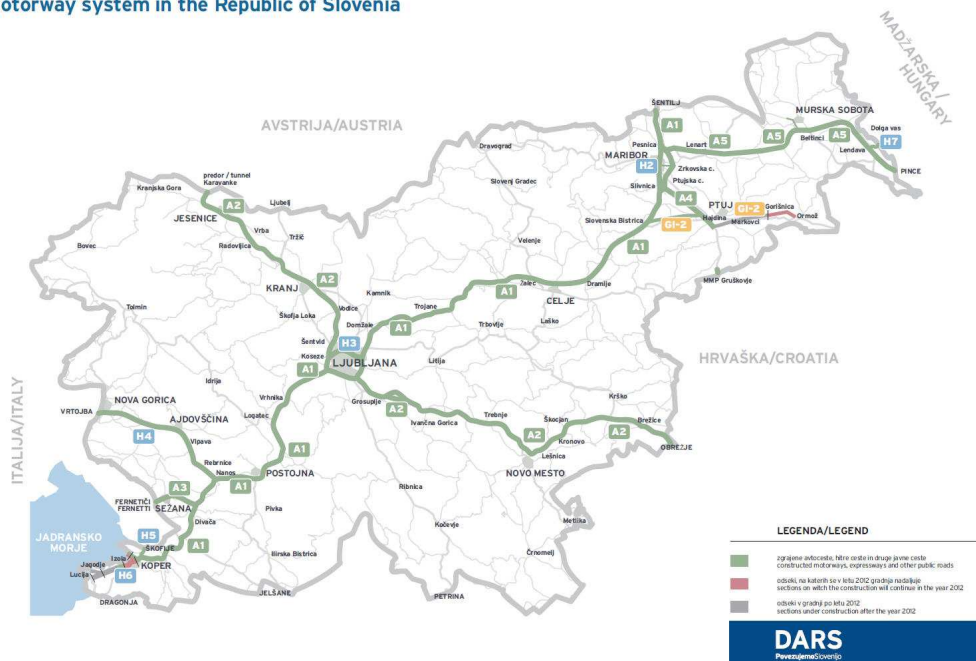 otorway system in the Republic of Slovenia
MADŽARSKA /
HUNGARY
AVSTRIJA/AUSTRIA
ŠENTILJ
MURSKA SOBOTA
A1
Dolga vas
Dravograd
Pesnica
Lenart
A5
A5
Beltinci
A5
H7
MARIBOR
Lendava
H2
Zrkovska c.
PINCE
predor / tunnel
Karavanke
Slovenj Gradec
Ptujska c.
Kranjska Gora
Slivnica
A4
A2
Ljubelj
PTUJ
GI-2
Gorišnica
JESENICE
Slovenska Bistrica
Hajdina
Markovci
Ormož
GI-2
Vrba
Tržič
Bovec
Radovljica
Velenje
A1
A2
MMP Gruškovje
KRANJ
Kamnik
Žalec
Dramlje
A1
CELJE
Tolmin
Vodice
Trojane
Škofja Loka
Domžale
A1
Trbovlje
Laško
Šentvid
H3
Koseze
LJUBLJANA
Litija
HRVAŠKA/CROATIA
A1
Idrija
ITALIJA/ITALY
NOVA GORICA
Vrhnika
Grosuplje
A2
Krško
VRTOJBA
AJDOVŠČINA
Logatec
Trebnje
Škocjan
Brežice
Ivančna Gorica
H4
Vipava
A2
A2
Kronovo
OBREŽJE
A1
Lešnica
Rebrnice
Nanos
POSTOJNA
NOVO MESTO
A3
A1
Ribnica
FERNETIČI
FERNETTI
SEŽANA
Pivka
Divača
Metlika
Kočevje
LEGENDA/LEGEND
JADRANSKO
MORJE
H5
A1
ŠKOFIJE
Črnomelj
Izola
Ilirska Bistrica
Jagodje
KOPER
zgrajene avtoceste, hitre ceste in druge javne ceste
constructed motorways, expressways and other public roads
Lucija
H6
odseki, na katerih se v letu 2012 gradnja nadaljuje
sections on witch the construction will continue in the year 2012
JELŠANE
PETRINA
DRAGONJA
odseki v gradnji po letu 2012
sections under construction after the year 2012
DARS
PovezujemoSlovenijo